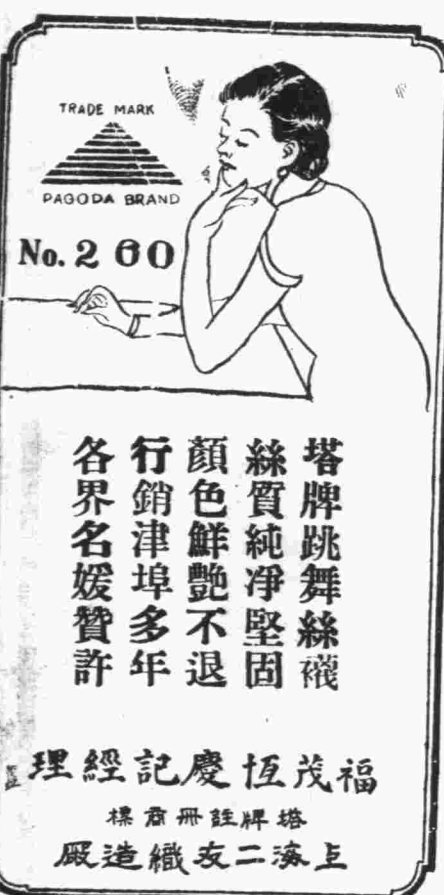 TRADE MARK
PAGODA BRAND
No. 260
塔牌跳舞絲襪
絲質純净堅固
顏色鮮艷不退
行銷津埠多年
各界名媛贊許
福茂恆慶記經理
塔牌註冊商標
上海二友織造厰